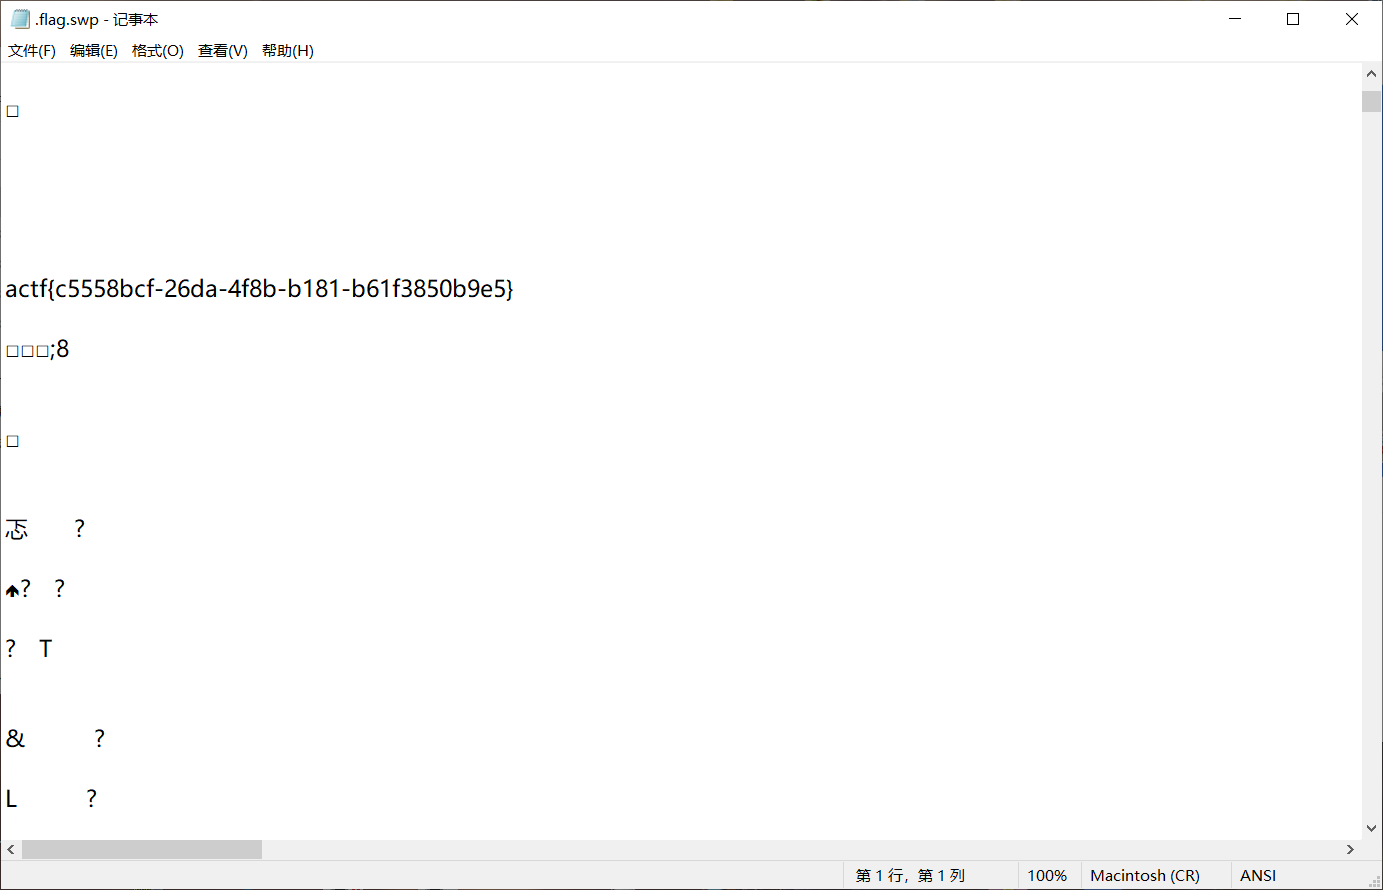 .flag.swp - 记事本
文件(F) 编辑(E) 格式(O) 查看(V) 帮助(H)
□
actf{c5558bcf-26da-4f8b-b181-b61f3850b9e5}
□□□;8
□
?
? ?
? T
& ?
L ?
第 1 行，第 1 列 100% Macintosh (CR) ANSI